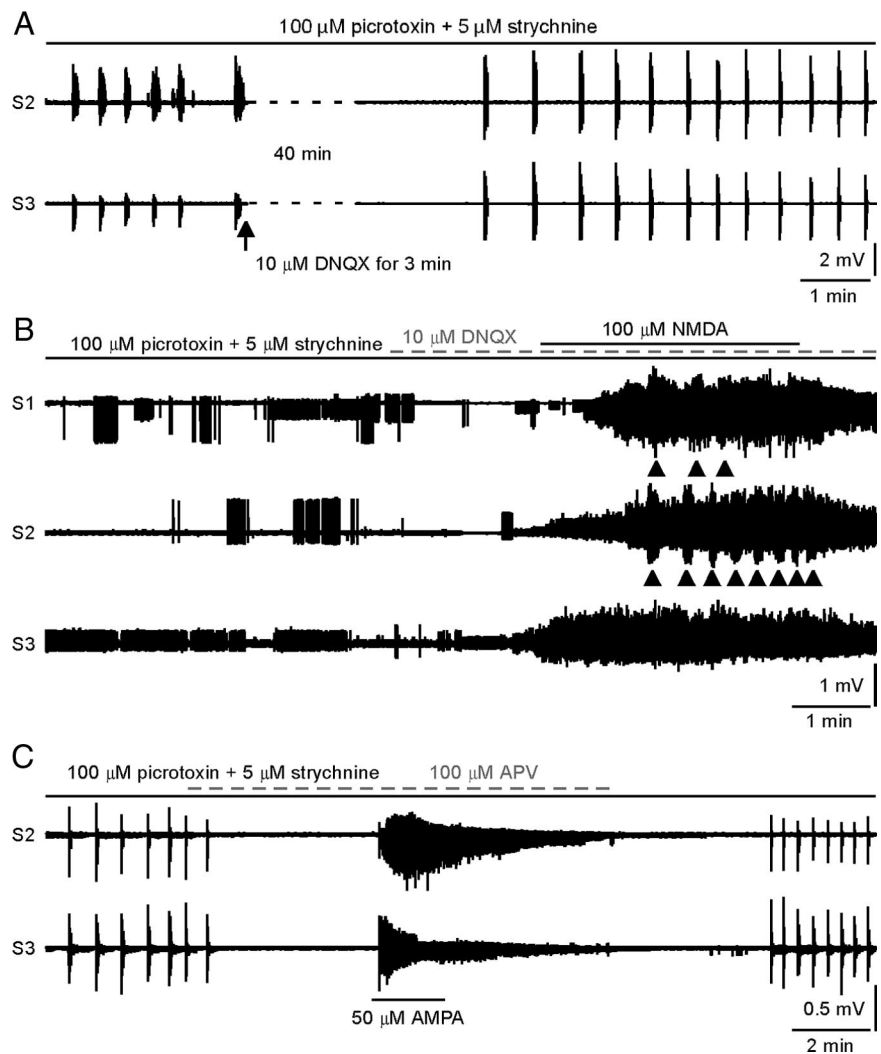 A
100 μM picrotoxin + 5 μM strychnine
S2
40 min
S3
10 μM DNQX for 3 min
2 mV
1 min
B
100 μM picrotoxin + 5 μM strychnine
10 μM DNQX
100 μM NMDA
S1
S2
S3
1 mV
1 min
C
100 μM picrotoxin + 5 μM strychnine
100 μM APV
S2
S3
50 μM AMPA
0.5 mV
2 min